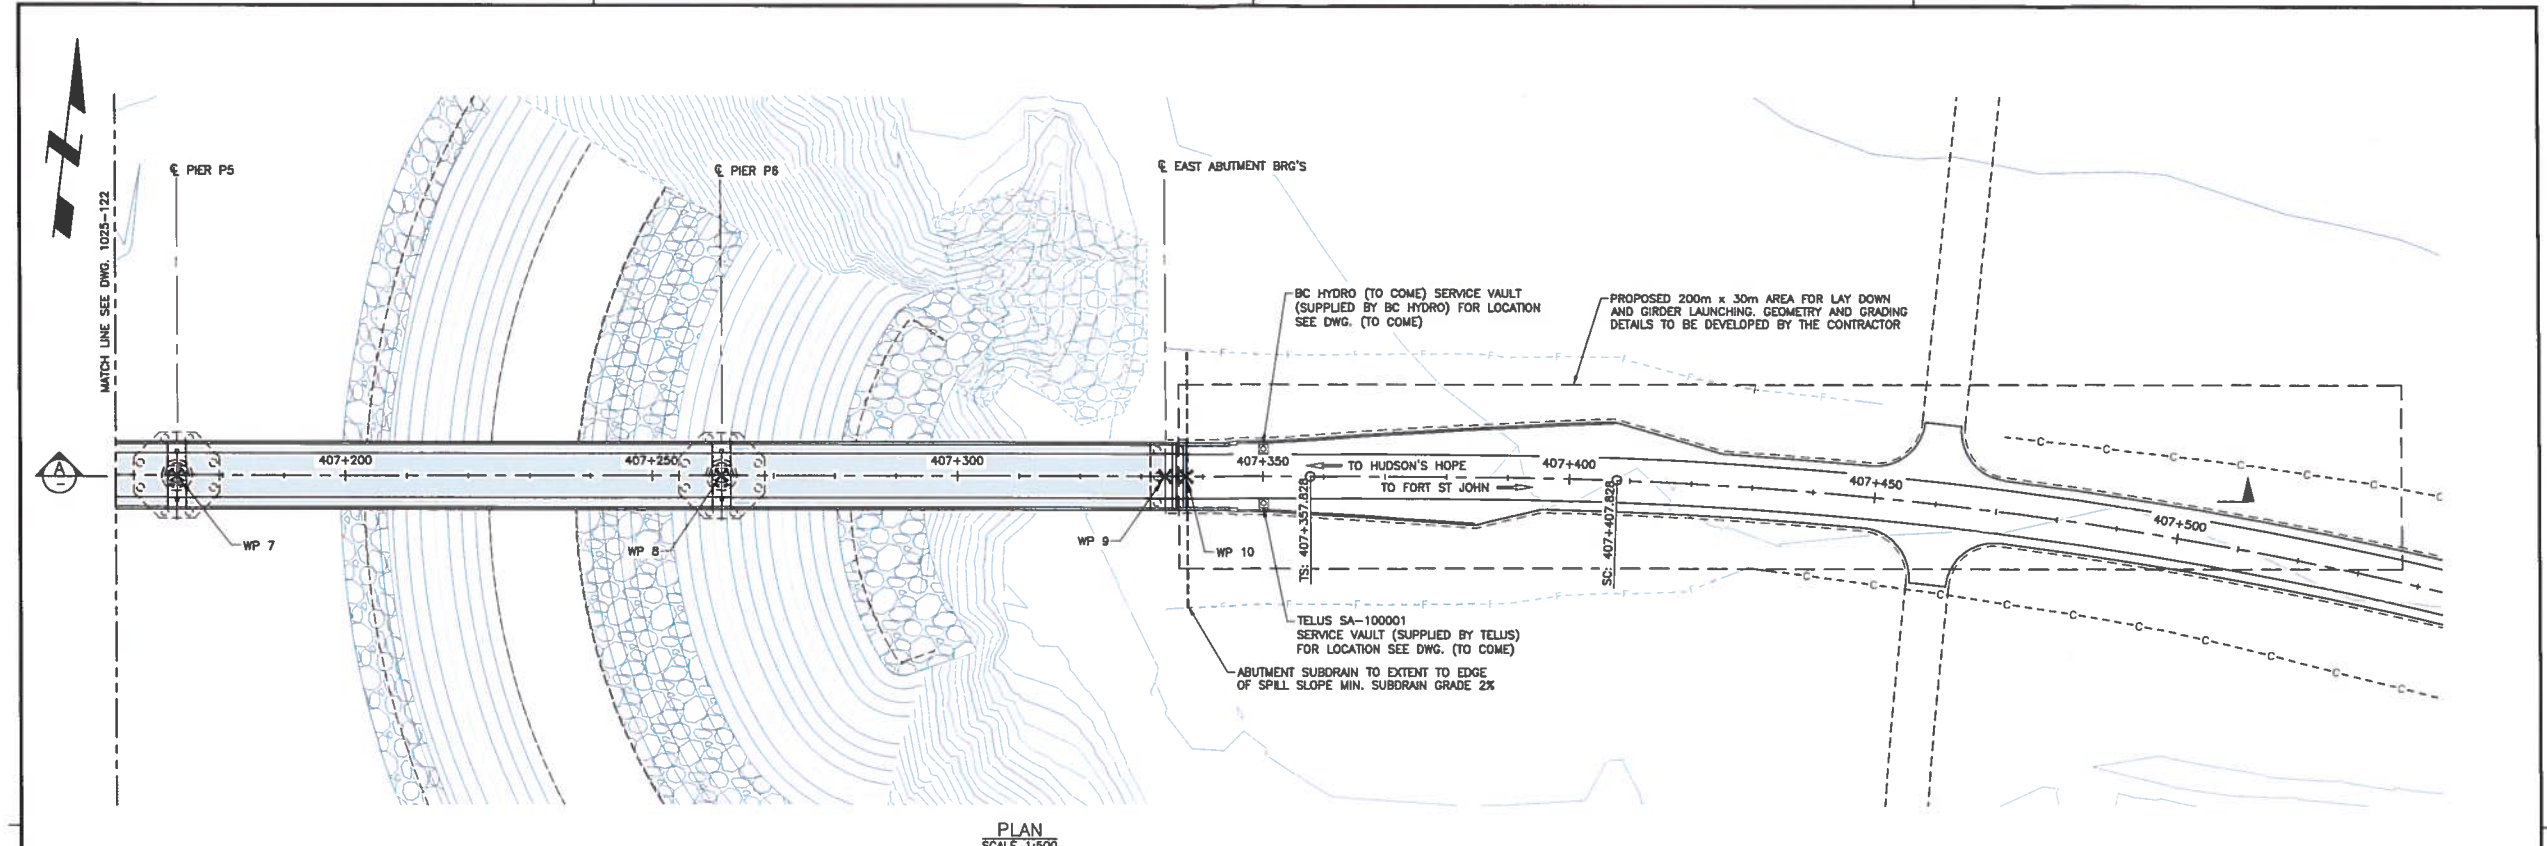 MATCH LINE SEE DWG. 1025-122
℄ PIER P5
℄ PIER P6
℄ EAST ABUTMENT BRG'S
BC HYDRO (TO COME) SERVICE VAULT
(SUPPLIED BY BC HYDRO) FOR LOCATION
SEE DWG. (TO COME)
PROPOSED 200m x 30m AREA FOR LAY DOWN
AND GIRDER LAUNCHING. GEOMETRY AND GRADING
DETAILS TO BE DEVELOPED BY THE CONTRACTOR
A
-
407+200
407+250
407+300
407+350
TO HUDSON'S HOPE
TO FORT ST JOHN
407+400
407+450
407+500
TS: 407+357.828
SC: 407+407.828
WP 7
WP 8
WP 9
WP 10
F F F F F F F F F
F F F F F F F F
C C C C C C C
C C C C C C C C C C
TELUS SA-100001
SERVICE VAULT (SUPPLIED BY TELUS)
FOR LOCATION SEE DWG. (TO COME)
ABUTMENT SUBDRAIN TO EXTENT TO EDGE
OF SPILL SLOPE MIN. SUBDRAIN GRADE 2%
PLAN
SCALE 1:500